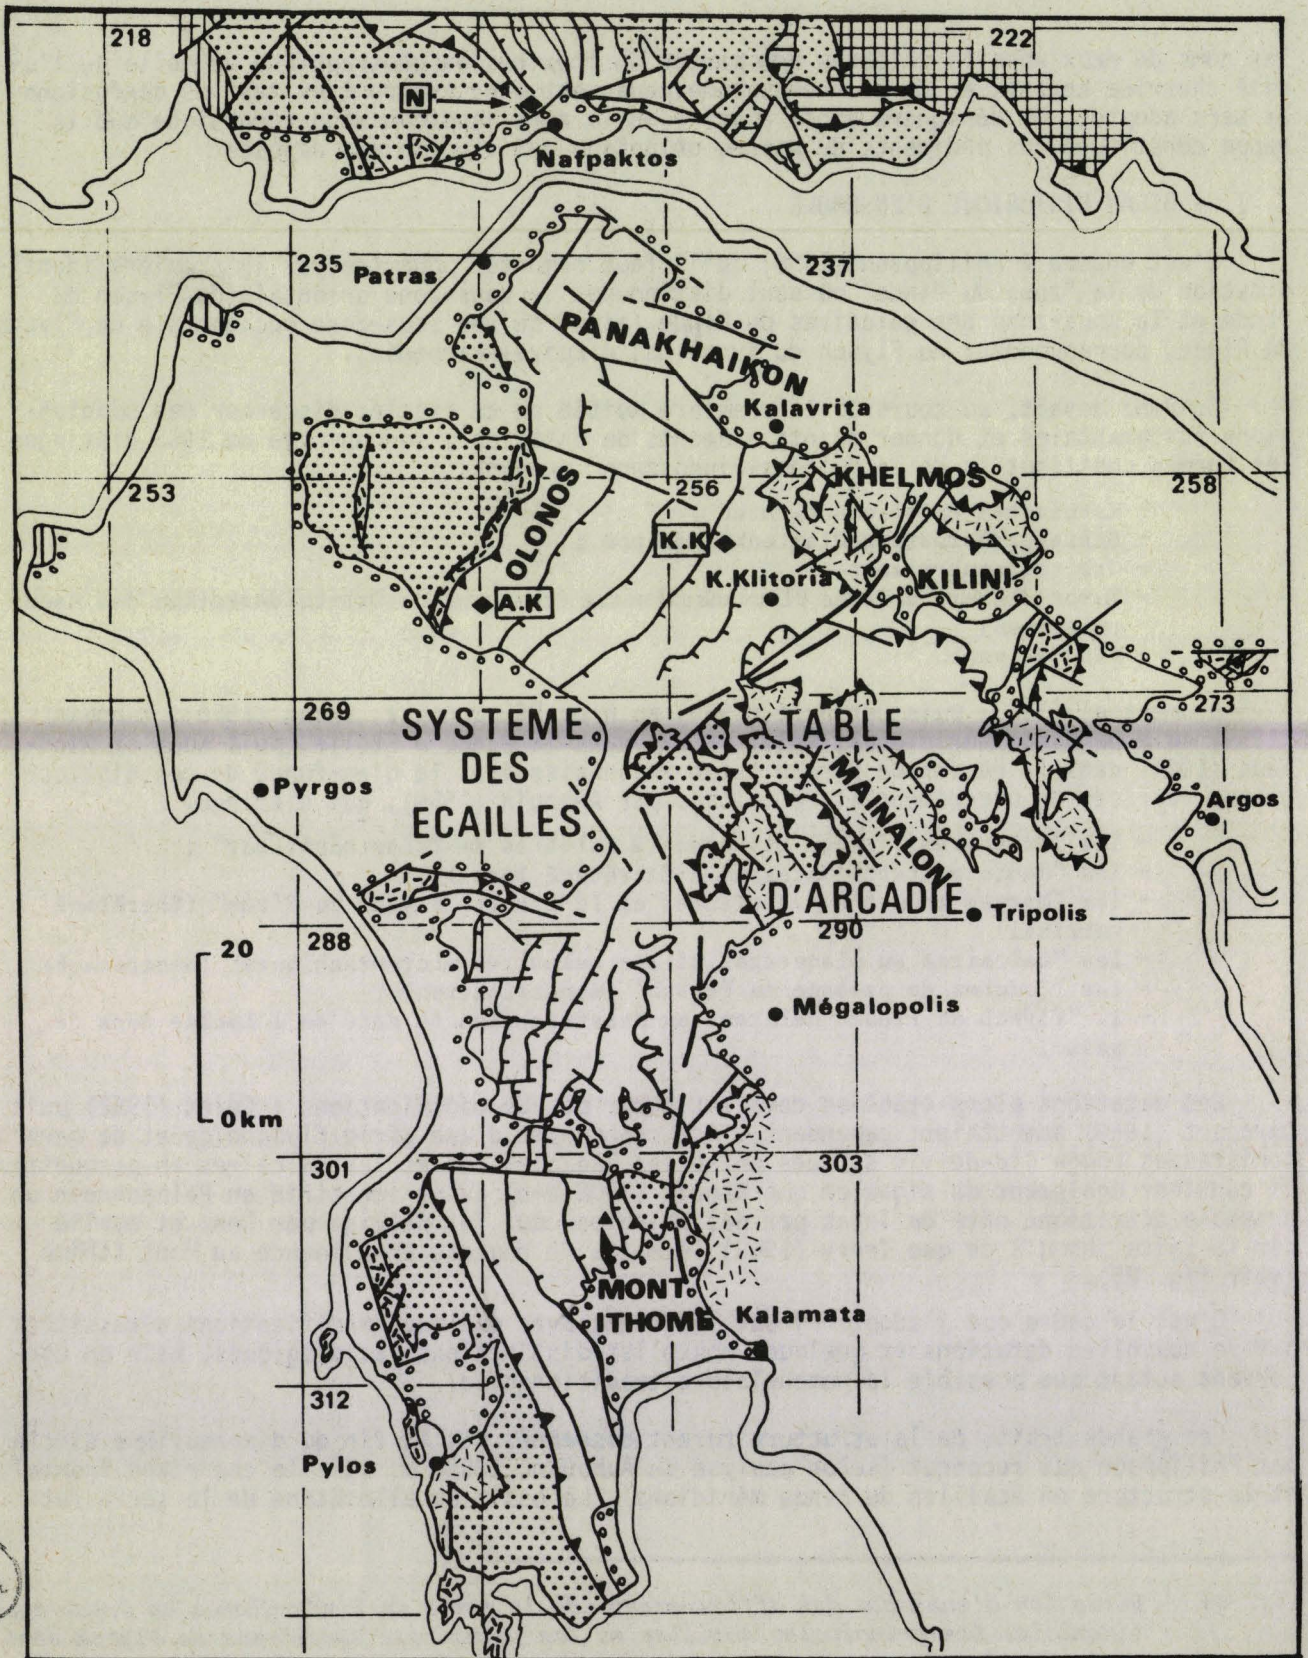 218
222
N
Nafpaktos
235
237
Patras
PANAKHAIKON
Kalavrita
253
256
KHELMOS
258
OLONOS
K.K
K.Klitoria
KILINI
A.K
269
SYSTEME
DES
ECAILLES
TABLE
273
MAINALON
Pyrgos
Argos
D'ARCADIE
Tripolis
288
290
20
Mégalopolis
0km
301
303
MONT
ITHOME
Kalamata
312
Pylos